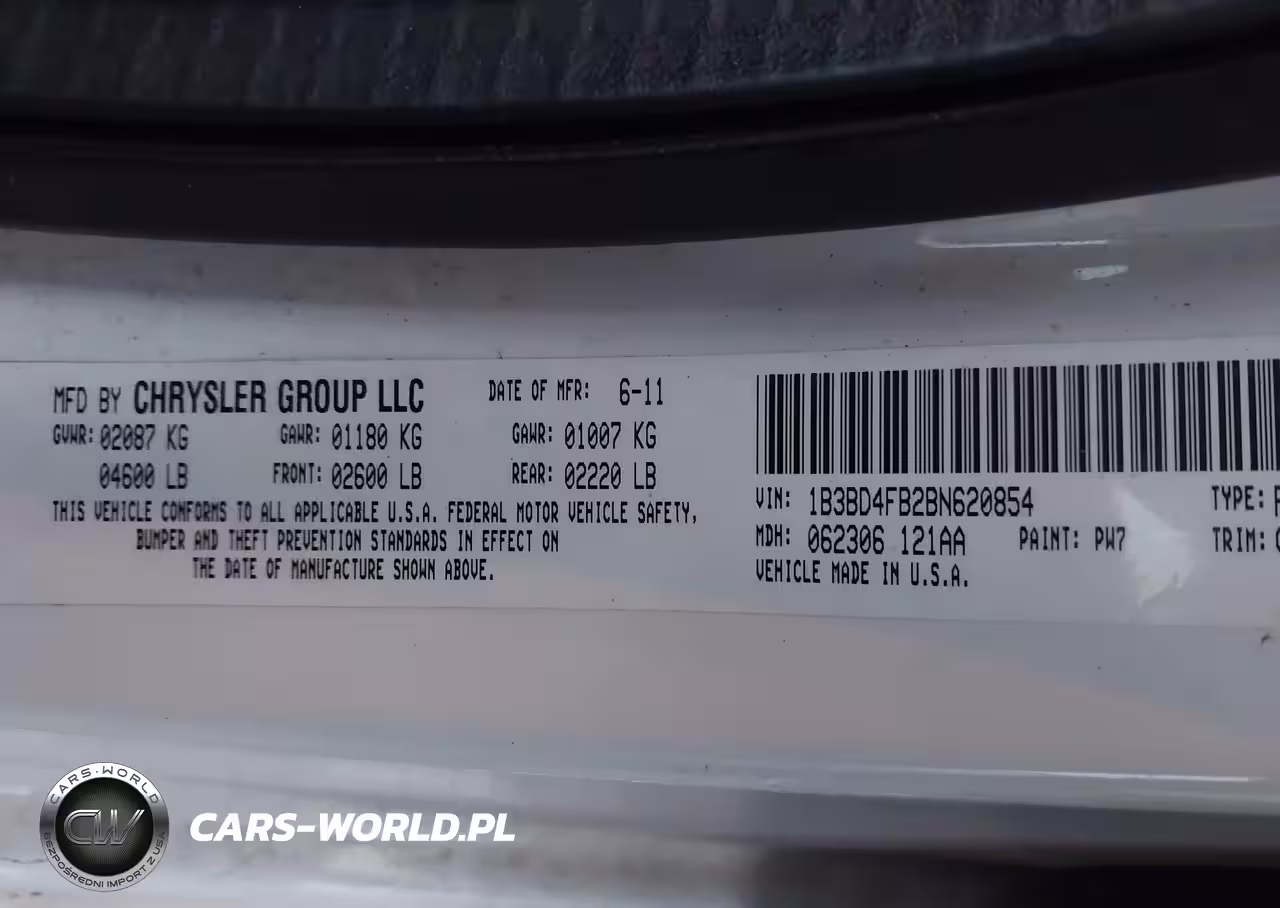 MFD BY CHRYSLER GROUP LLC DATE OF MFR: 6-11
GVWR: 02087 KG GAWR: 01180 KG GAWR: 01007 KG
04600 LB FRONT: 02600 LB REAR: 02220 LB
THIS VEHICLE CONFORMS TO ALL APPLICABLE U.S.A. FEDERAL MOTOR VEHICLE SAFETY,
BUMPER AND THEFT PREVENTION STANDARDS IN EFFECT ON
THE DATE OF MANUFACTURE SHOWN ABOVE.
VIN: 1B3BD4FB2BN620854 TYPE:
MDH: 062306 121AA PAINT: PW7 TRIM:
VEHICLE MADE IN U.S.A.
CARS-WORLD
CW
BEZPOŚREDNI IMPORT Z USA
CARS-WORLD.PL